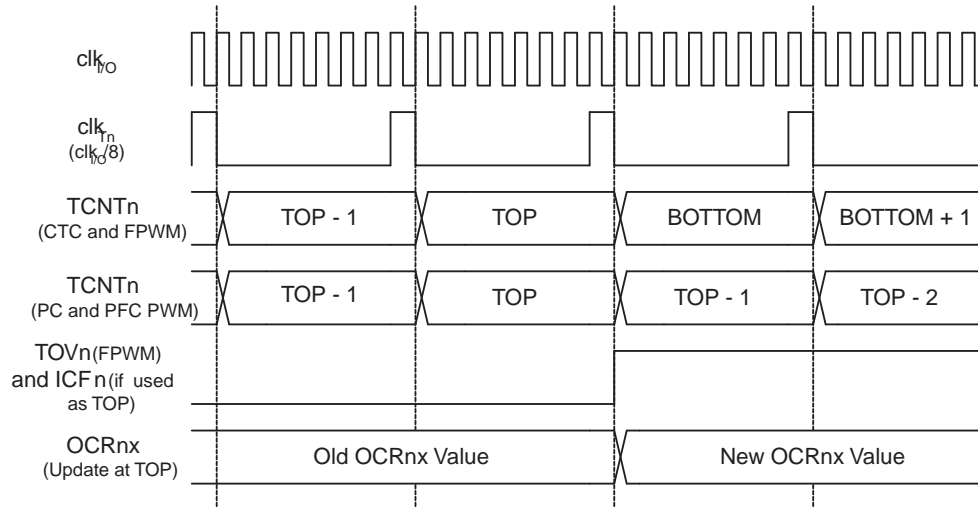 clkI/O
clkTn
(clkI/O/8)
TCNTn
(CTC and FPWM)
TOP - 1
TOP
BOTTOM
BOTTOM + 1
TCNTn
(PC and PFC PWM)
TOP - 1
TOP
TOP - 1
TOP - 2
TOVn(FPWM)
and ICFn(if used
as TOP)
OCRnx
(Update at TOP)
Old OCRnx Value
New OCRnx Value